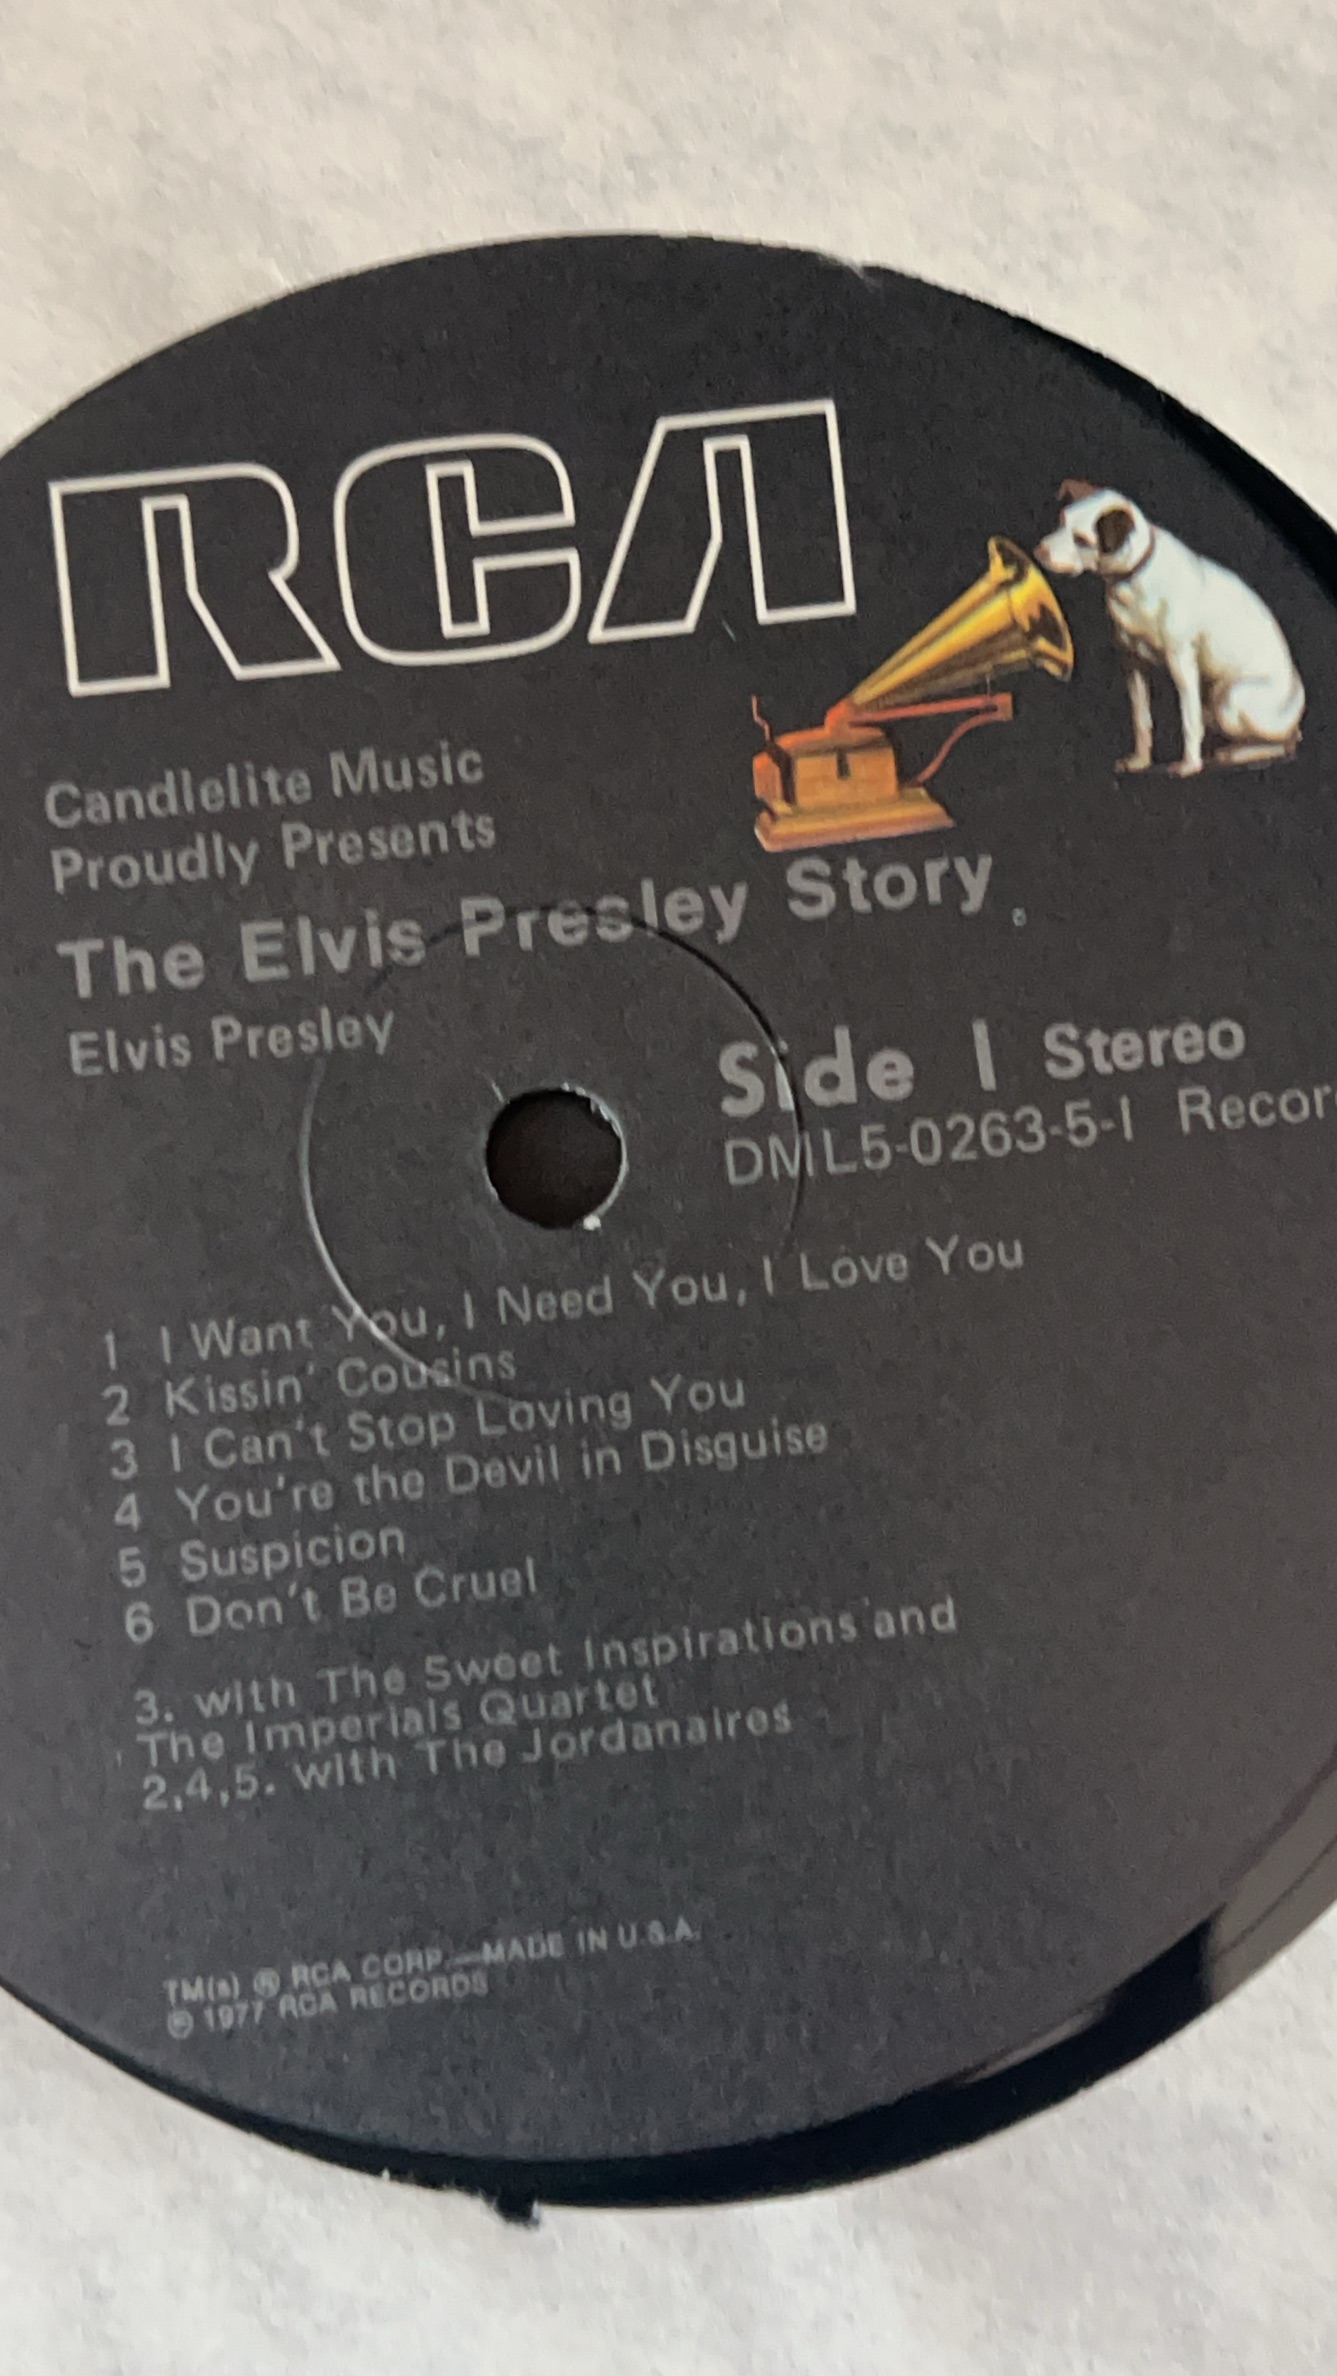 RCA
Candlelite Music
Proudly Presents
The Elvis Presley Story
Elvis Presley
Side 1 Stereo
DML5-0263-5-1 Recor
1 I Want You, I Need You, I Love You
2 Kissin' Cousins
3 I Can't Stop Loving You
4 You're the Devil in Disguise
5 Suspicion
6 Don't Be Cruel
3. with The Sweet Inspirations and
The Imperials Quartet
2,4,5. with The Jordanaires
TM(s) ® RCA CORP.—MADE IN U.S.A.
℗ 1977 RCA RECORDS